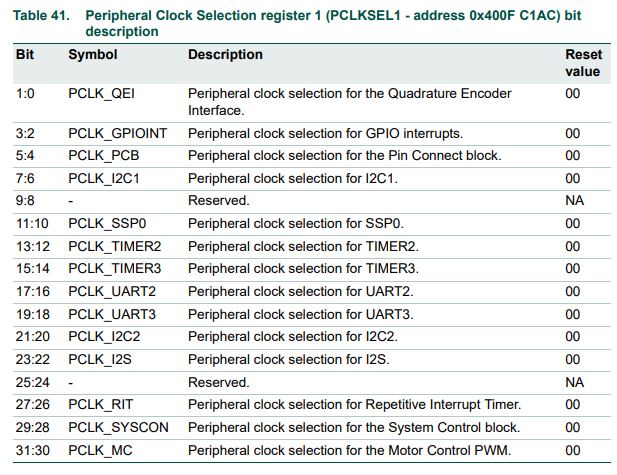 Table 41. Peripheral Clock Selection register 1 (PCLKSEL1 - address 0x400F C1AC) bit
description
Bit Symbol Description Reset
value
1:0 PCLK_QEI Peripheral clock selection for the Quadrature Encoder 00
Interface.
3:2 PCLK_GPIOINT Peripheral clock selection for GPIO interrupts. 00
5:4 PCLK_PCB Peripheral clock selection for the Pin Connect block. 00
7:6 PCLK_I2C1 Peripheral clock selection for I2C1. 00
9:8 - Reserved. NA
11:10 PCLK_SSP0 Peripheral clock selection for SSP0. 00
13:12 PCLK_TIMER2 Peripheral clock selection for TIMER2. 00
15:14 PCLK_TIMER3 Peripheral clock selection for TIMER3. 00
17:16 PCLK_UART2 Peripheral clock selection for UART2. 00
19:18 PCLK_UART3 Peripheral clock selection for UART3. 00
21:20 PCLK_I2C2 Peripheral clock selection for I2C2. 00
23:22 PCLK_I2S Peripheral clock selection for I2S. 00
25:24 - Reserved. NA
27:26 PCLK_RIT Peripheral clock selection for Repetitive Interrupt Timer. 00
29:28 PCLK_SYSCON Peripheral clock selection for the System Control block. 00
31:30 PCLK_MC Peripheral clock selection for the Motor Control PWM. 00